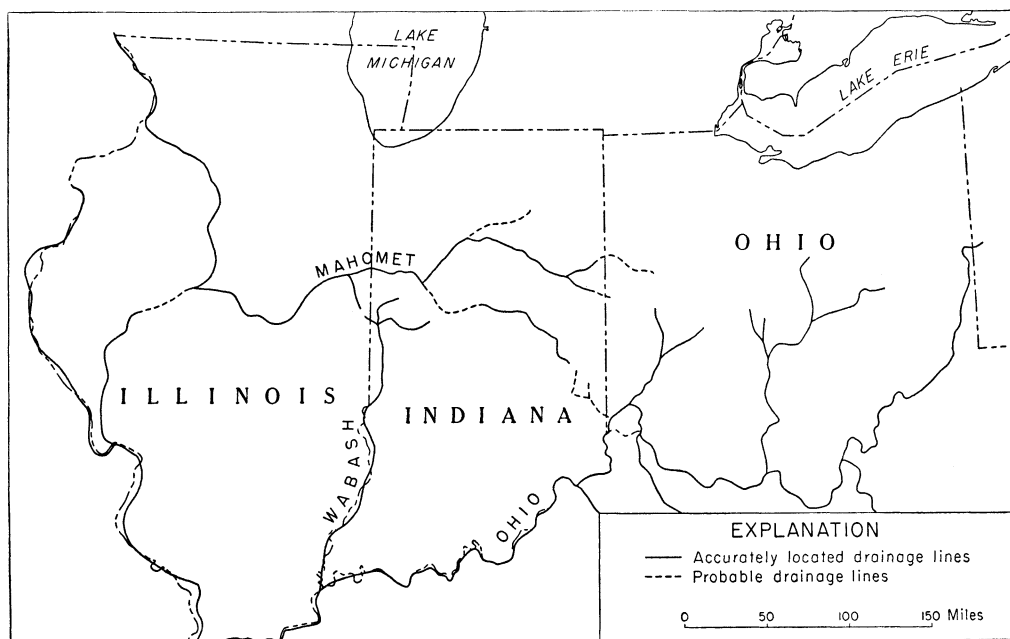 LAKE
MICHIGAN
LAKE ERIE
OHIO
MAHOMET
ILLINOIS
INDIANA
WABASH
OHIO
EXPLANATION
Accurately located drainage lines
Probable drainage lines
0 50 100 150 Miles